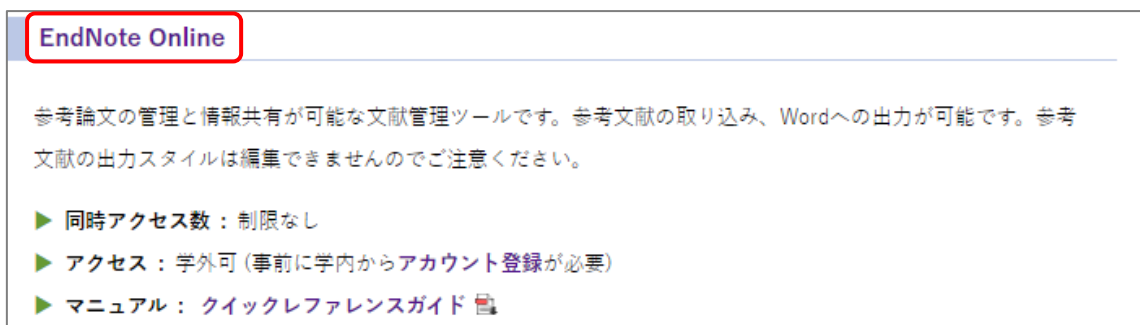 EndNote Online
参考論文の管理と情報共有が可能な文献管理ツールです。参考文献の取り込み、Wordへの出力が可能です。参考
文献の出力スタイルは編集できませんのでご注意ください。
▶ 同時アクセス数：制限なし
▶ アクセス：学外可 (事前に学内からアカウント登録が必要)
▶ マニュアル： クイックレファレンスガイド